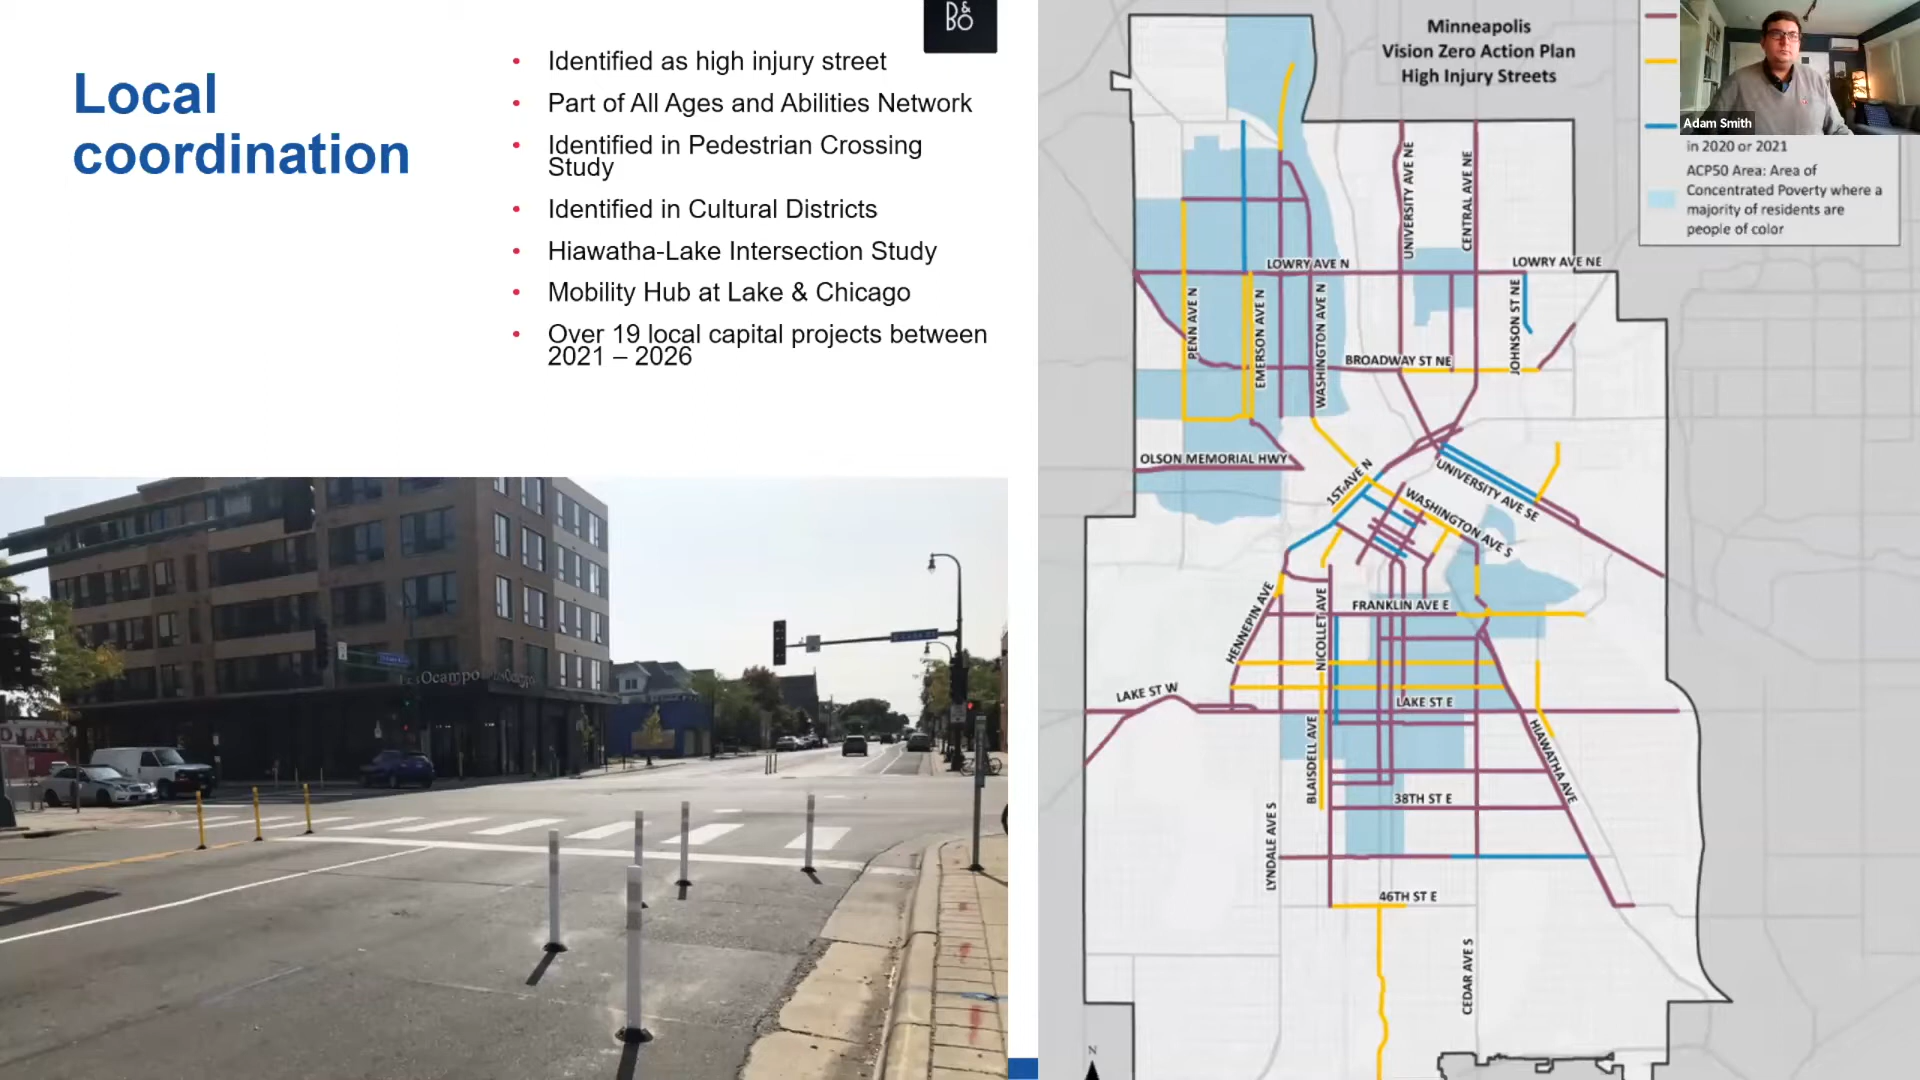 Local
coordination
B&O
• Identified as high injury street
• Part of All Ages and Abilities Network
• Identified in Pedestrian Crossing
Study
• Identified in Cultural Districts
• Hiawatha-Lake Intersection Study
• Mobility Hub at Lake & Chicago
• Over 19 local capital projects between
2021 – 2026
Ocampo
Minneapolis
Vision Zero Action Plan
High Injury Streets
Adam Smith
in 2020 or 2021
ACP50 Area: Area of
Concentrated Poverty where a
majority of residents are
people of color
UNIVERSITY AVE NE
CENTRAL AVE NE
LOWRY AVE N
LOWRY AVE NE
PENN AVE N
EMERSON AVE N
WASHINGTON AVE N
JOHNSON ST NE
BROADWAY ST NE
OLSON MEMORIAL HWY
1ST AVE N
UNIVERSITY AVE SE
WASHINGTON AVE S
HENNEPIN AVE
NICOLLET AVE
FRANKLIN AVE E
LAKE ST W
LAKE ST E
BLAISDELL AVE
HIAWATHA AVE
38TH ST E
LYNDALE AVE S
46TH ST E
CEDAR AVE S
N